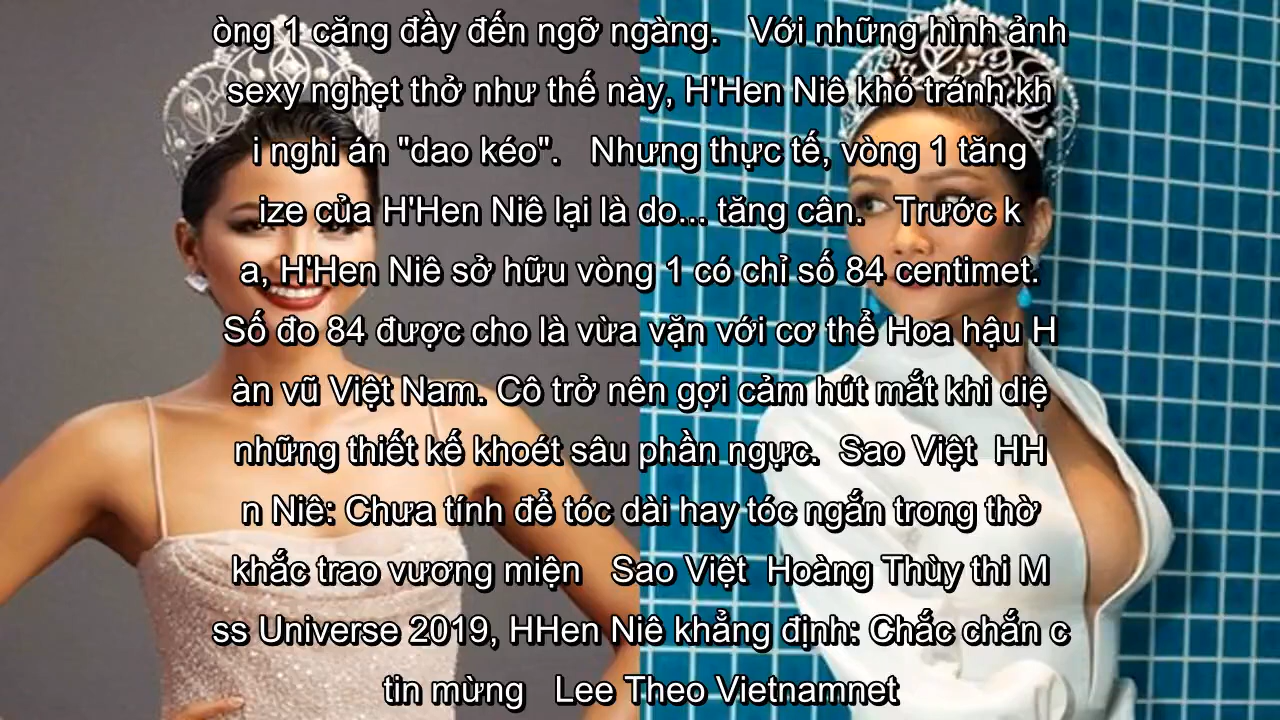 òng 1 căng đầy đến ngỡ ngàng. Với những hình ảnh
sexy nghẹt thở như thế này, H'Hen Niê khó tránh kh
i nghi án "dao kéo". Nhưng thực tế, vòng 1 tăng
ize của H'Hen Niê lại là do... tăng cân. Trước k
a, H'Hen Niê sở hữu vòng 1 có chỉ số 84 centimet.
Số đo 84 được cho là vừa vặn với cơ thể Hoa hậu H
àn vũ Việt Nam. Cô trở nên gợi cảm hút mắt khi diệ
những thiết kế khoét sâu phần ngực. Sao Việt HH
n Niê: Chưa tính để tóc dài hay tóc ngắn trong thờ
khắc trao vương miện Sao Việt Hoàng Thùy thi M
ss Universe 2019, HHen Niê khẳng định: Chắc chắn c
tin mừng Lee Theo Vietnamnet